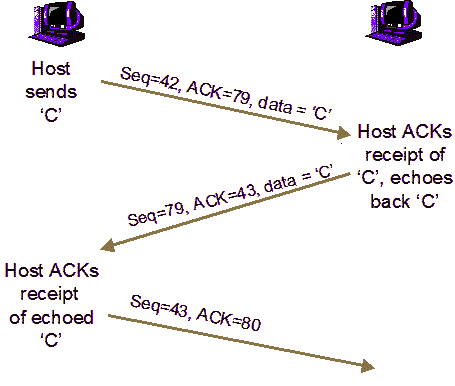 Host
sends
‘C’
Seq=42, ACK=79, data = ‘C’
Host ACKs
receipt of
‘C’, echoes
back ‘C’
Seq=79, ACK=43, data = ‘C’
Host ACKs
receipt
of echoed
‘C’
Seq=43, ACK=80